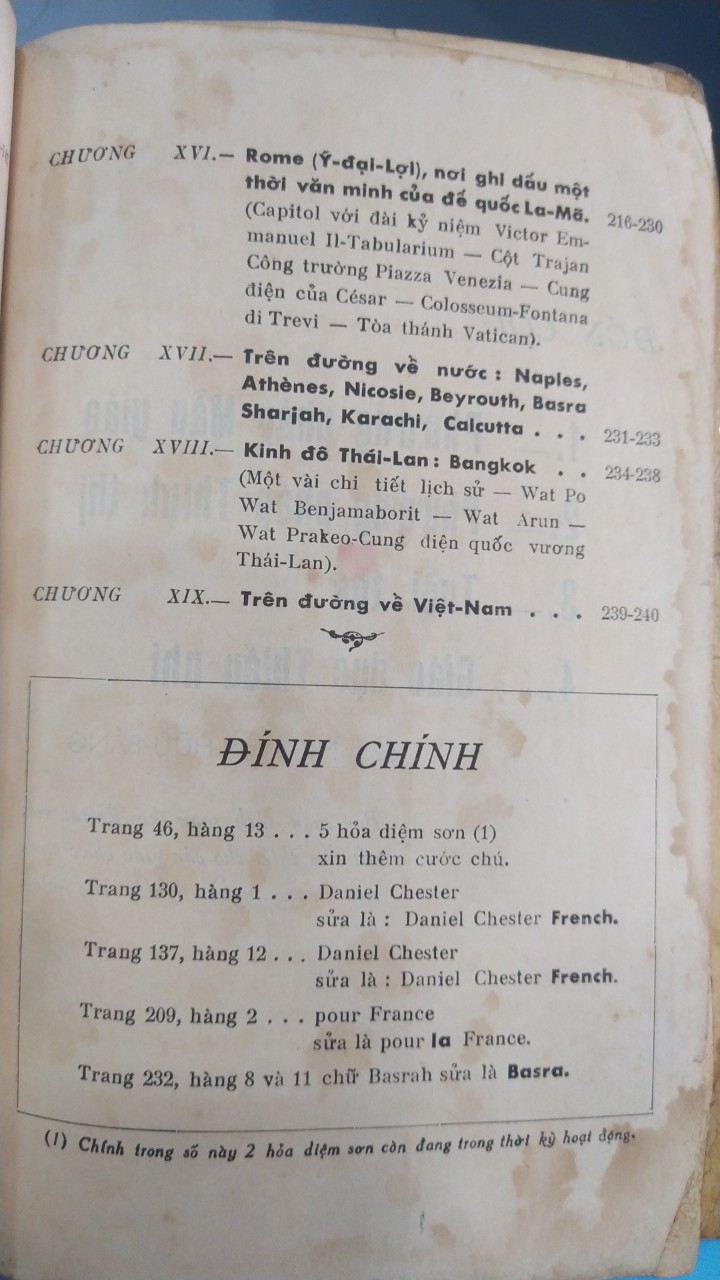 CHƯƠNG XVI.— Rome (Ý-đại-Lợi), nơi ghi dấu một
thời văn minh của đế quốc La-Mã. 216-230
(Capitol với đài kỷ niệm Victor Em-
manuel II-Tabularium — Cột Trajan
Công trường Piazza Venezia — Cung
điện của César — Colosseum-Fontana
di Trevi — Tòa thánh Vatican).
CHƯƠNG XVII.— Trên đường về nước : Naples,
Athènes, Nicosie, Beyrouth, Basra
Sharjah, Karachi, Calcutta . . . 231-233
CHƯƠNG XVIII.— Kinh đô Thái-Lan : Bangkok . . 234-238
(Một vài chi tiết lịch sử — Wat Po
Wat Benjamaborit — Wat Arun —
Wat Prakeo-Cung điện quốc vương
Thái-Lan).
CHƯƠNG XIX.— Trên đường về Việt-Nam . . . 239-240
ĐÍNH CHÍNH
Trang 46, hàng 13 . . . 5 hỏa diệm sơn (1)
xin thêm cước chú.
Trang 130, hàng 1 . . . Daniel Chester
sửa là : Daniel Chester French.
Trang 137, hàng 12 . . . Daniel Chester
sửa là : Daniel Chester French.
Trang 209, hàng 2 . . . pour France
sửa là pour la France.
Trang 232, hàng 8 và 11 chữ Basrah sửa là Basra.
(1) Chính trong số này 2 hỏa diệm sơn còn đang trong thời kỳ hoạt động.